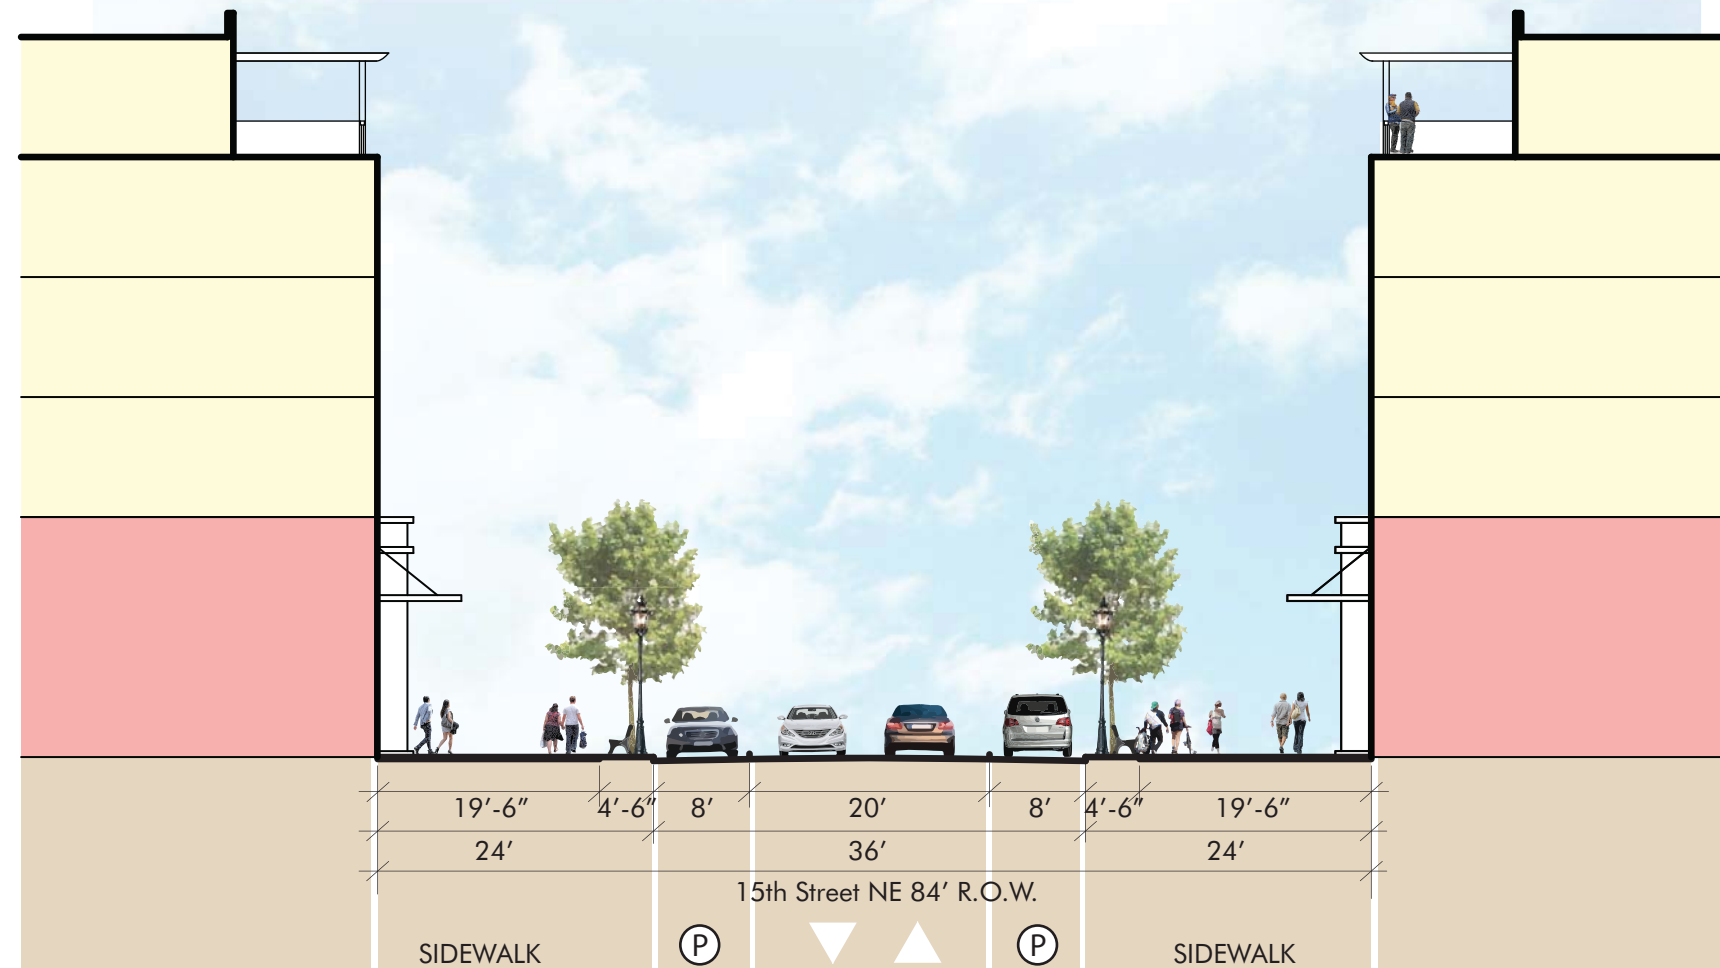 19’-6” 4’-6” 8’ 20’ 8’ 4’-6” 19’-6”
24’ 36’ 24’
15th Street NE 84’ R.O.W.
SIDEWALK P P SIDEWALK